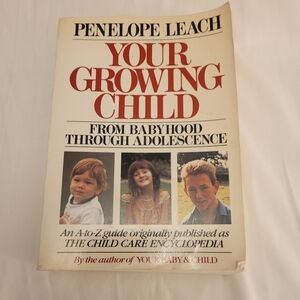 PENELOPE LEACH
YOUR
GROWING
CHILD
FROM BABYHOOD
THROUGH ADOLESCENCE
An A-to-Z guide originally published as
THE CHILD CARE ENCYCLOPEDIA
By the author of YOUR BABY & CHILD